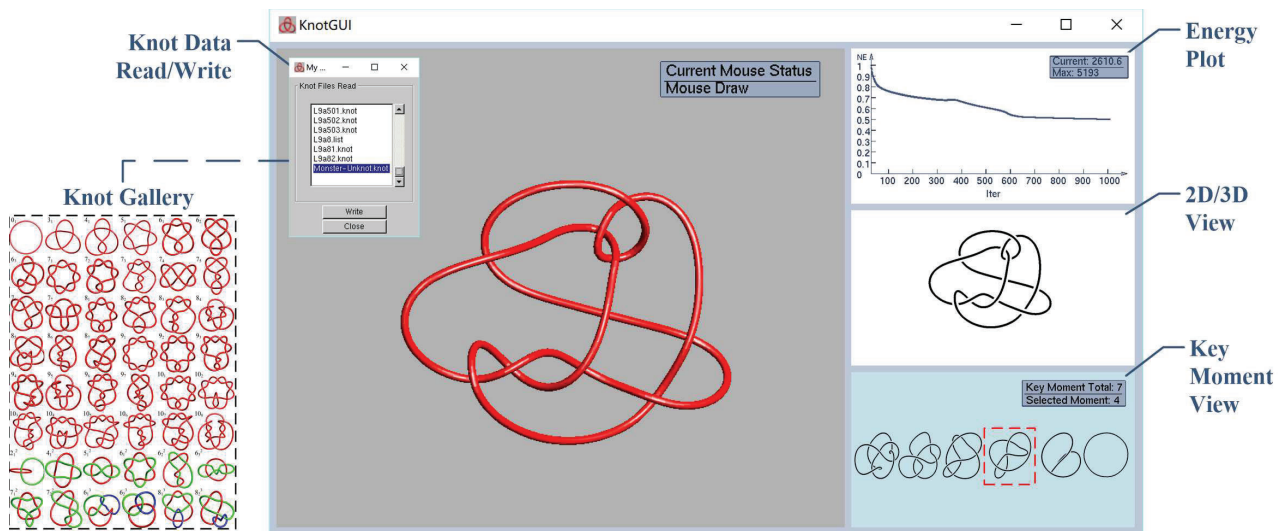 KnotGUI
Knot Data
Read/Write
My ...
Knot Files Read
L9a501.knot
L9a502.knot
L9a503.knot
L9a8.list
L9a81.knot
L9a82.knot
Monster-Unknot.knot
Write
Close
Current Mouse Status
Mouse Draw
NE
Current: 2610.6
Max: 5193
1
0.9
0.8
0.7
0.6
0.5
0.4
0.3
0.2
0.1
0
100 200 300 400 500 600 700 800 900 1000
Iter
Energy
Plot
Knot Gallery
2D/3D
View
Key Moment Total: 7
Selected Moment: 4
Key
Moment
View